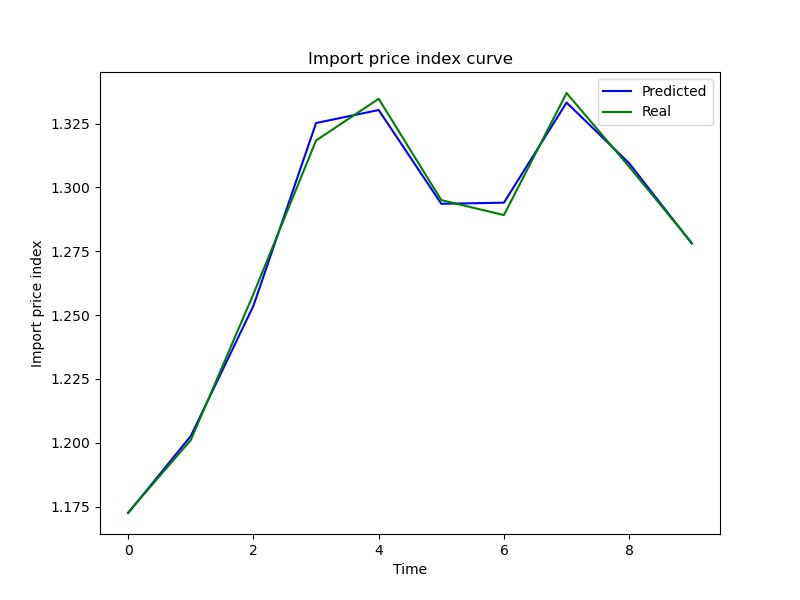 Import price index curve
Predicted
Real
1.325
1.300
1.275
1.250
1.225
1.200
1.175
Import price index
0 2 4 6 8
Time